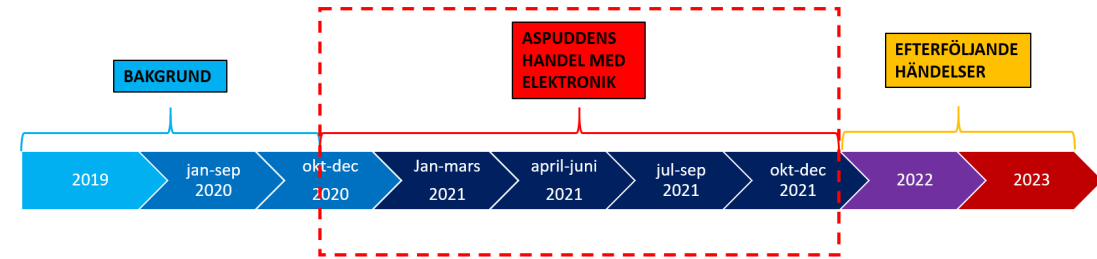 BAKGRUND
ASPUDDENS
HANDEL MED
ELEKTRONIK
EFTERFÖLJANDE
HÄNDELSER
2019
jan-sep
2020
okt-dec
2020
Jan-mars
2021
april-juni
2021
jul-sep
2021
okt-dec
2021
2022
2023